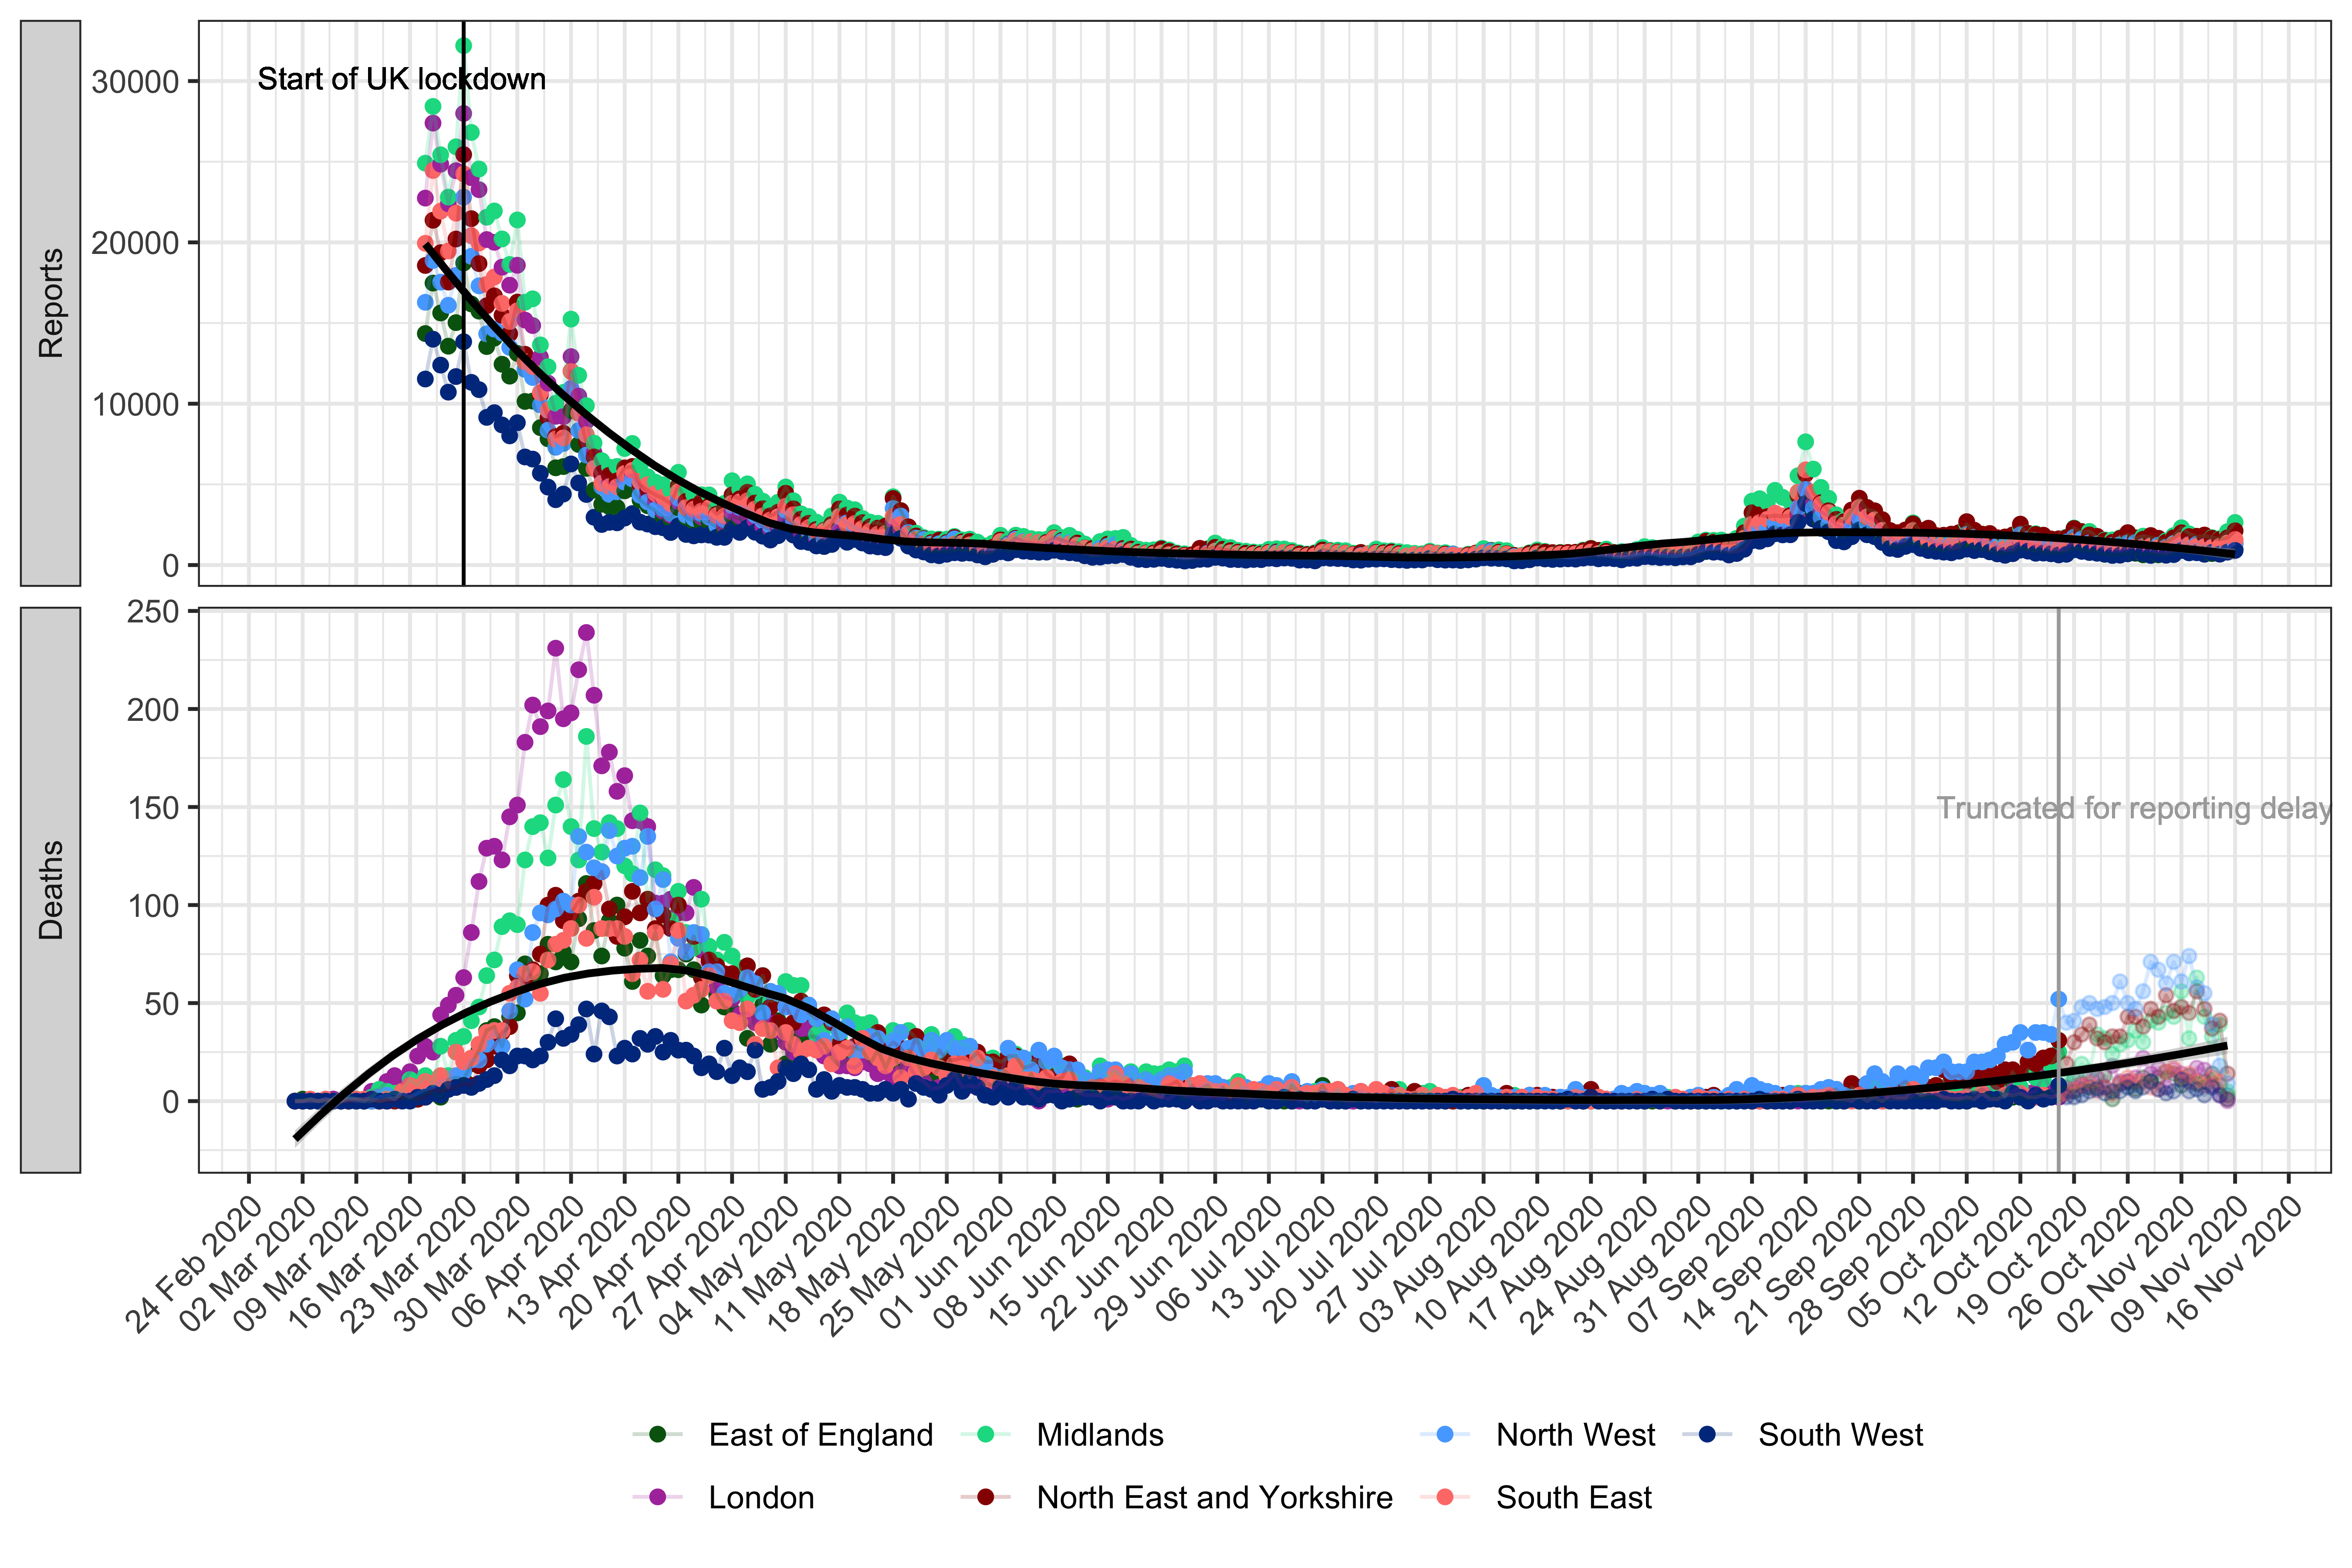 Reports
30000
20000
10000
0
Start of UK lockdown
Deaths
250
200
150
100
50
0
Truncated for reporting delay
24 Feb 2020
02 Mar 2020
09 Mar 2020
16 Mar 2020
23 Mar 2020
30 Mar 2020
06 Apr 2020
13 Apr 2020
20 Apr 2020
27 Apr 2020
04 May 2020
11 May 2020
18 May 2020
25 May 2020
01 Jun 2020
08 Jun 2020
15 Jun 2020
22 Jun 2020
29 Jun 2020
06 Jul 2020
13 Jul 2020
20 Jul 2020
27 Jul 2020
03 Aug 2020
10 Aug 2020
17 Aug 2020
24 Aug 2020
31 Aug 2020
07 Sep 2020
14 Sep 2020
21 Sep 2020
28 Sep 2020
05 Oct 2020
12 Oct 2020
19 Oct 2020
26 Oct 2020
02 Nov 2020
09 Nov 2020
16 Nov 2020
East of England
Midlands
North West
South West
London
North East and Yorkshire
South East